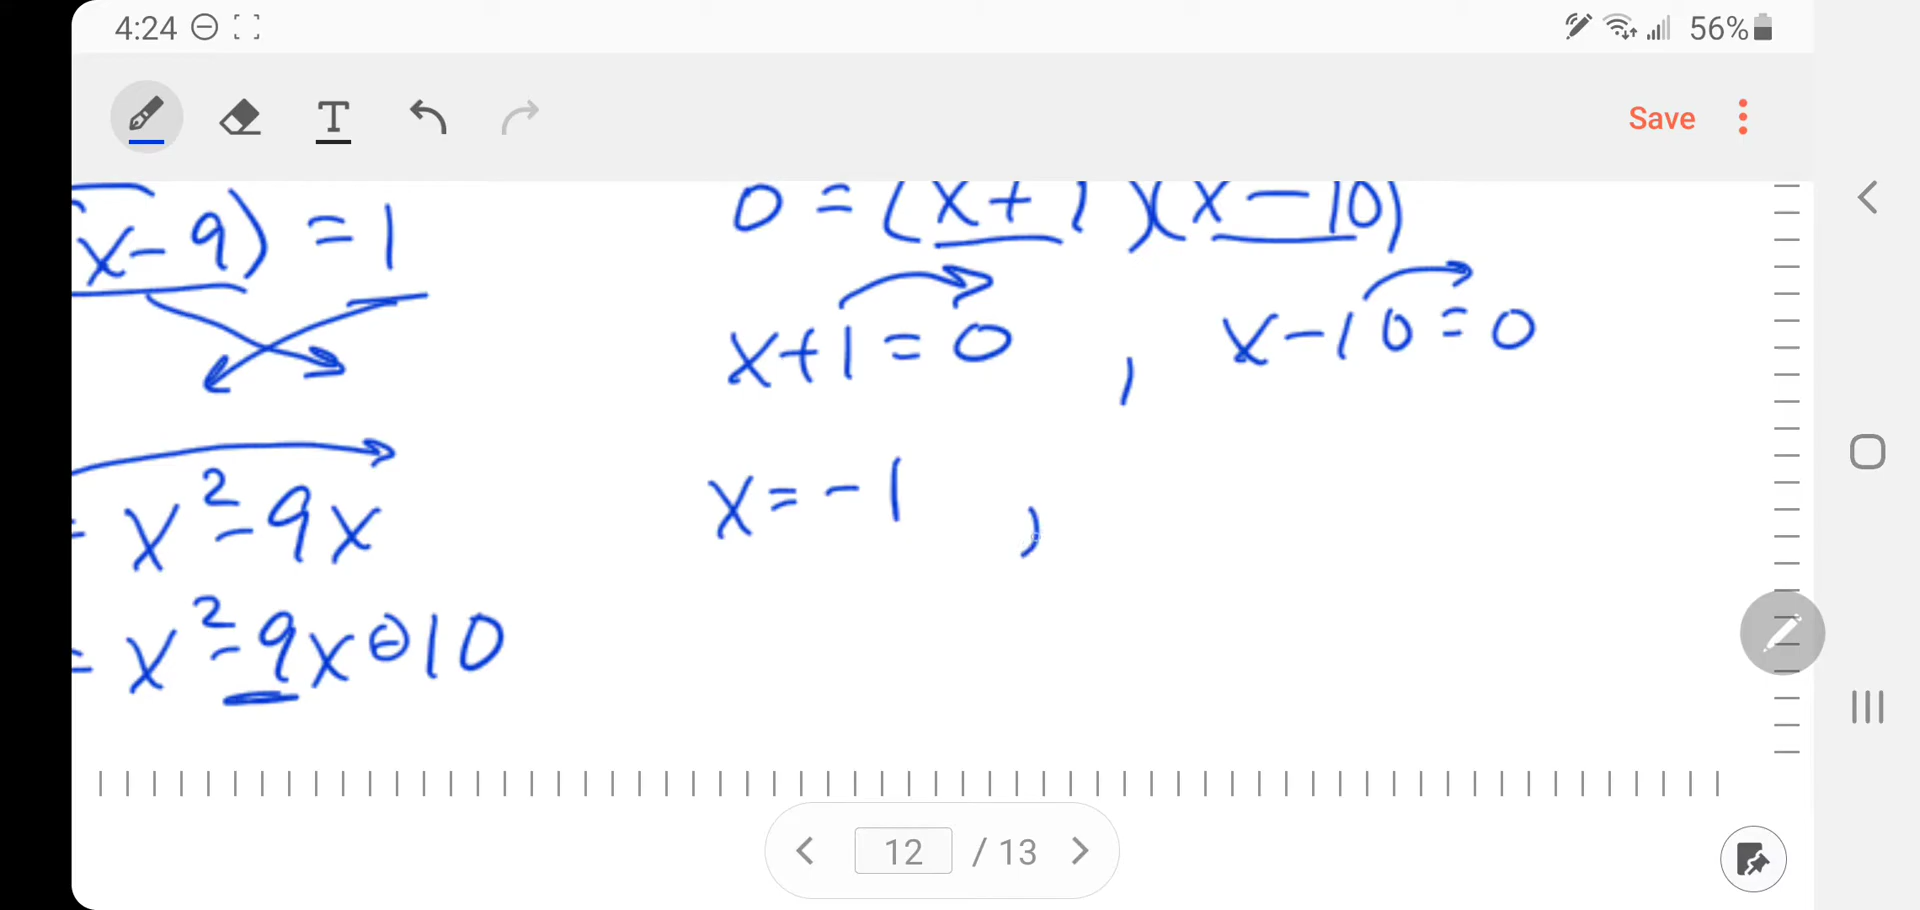 4:24
56%
T
Save
x-9) = 1
= x²-9x
= x²-9x⊖10
0 = (x+1)(x-10)
x+1=0 , x-10=0
x=-1 ,
12 / 13